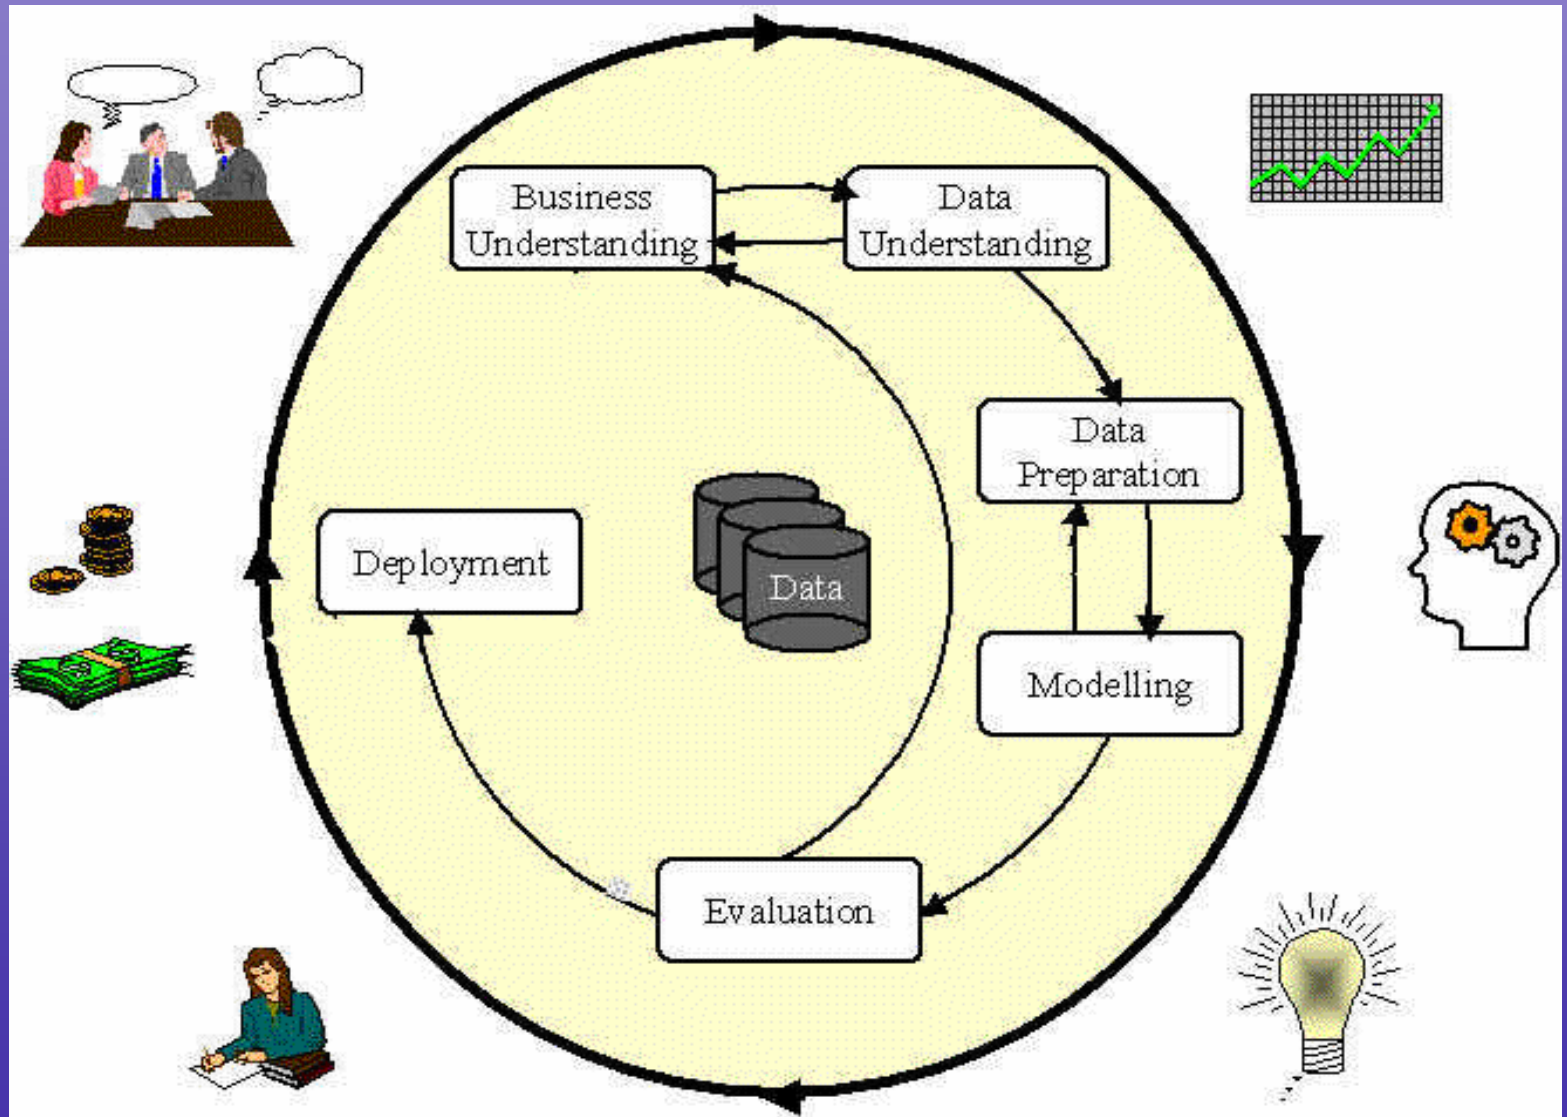 Business
Understanding
Data
Understanding
Data
Preparation
Deployment
Data
Modelling
Evaluation